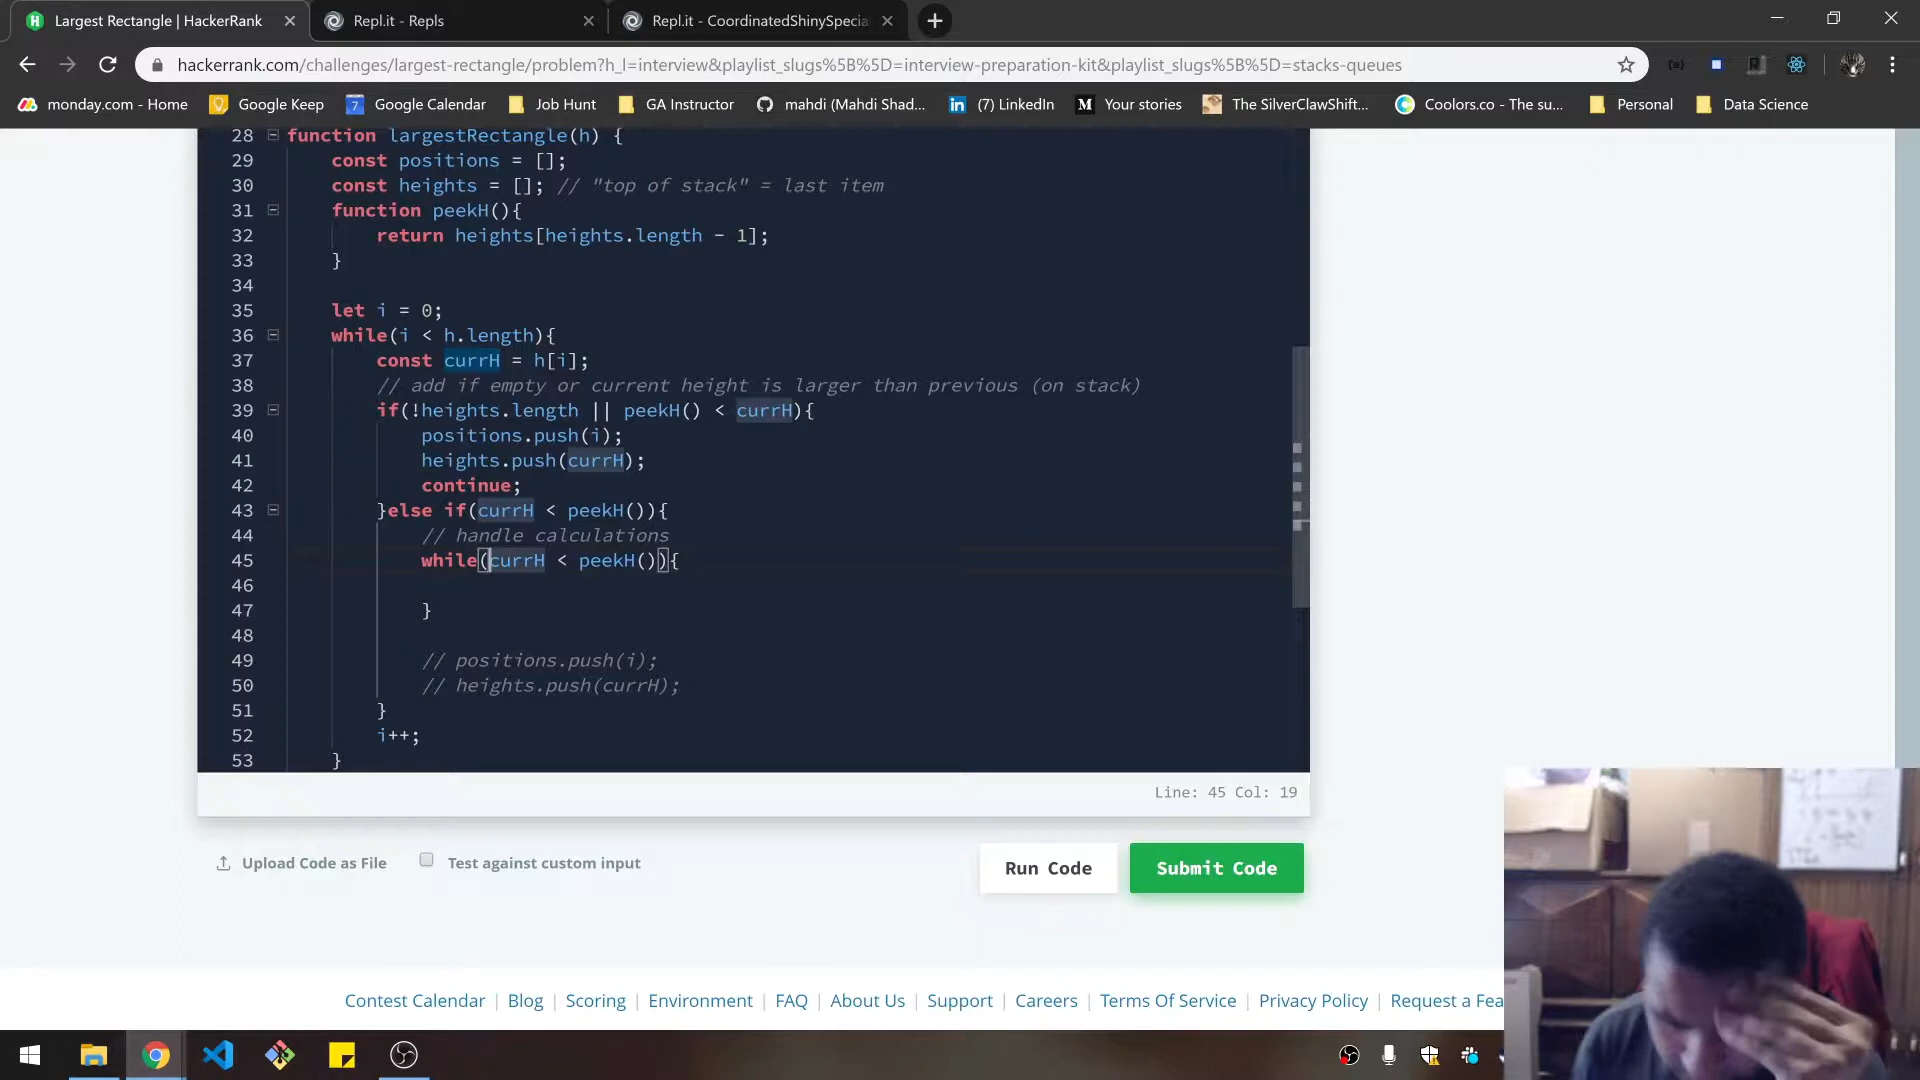 Largest Rectangle | HackerRank
Repl.it - Repls
Repl.it - CoordinatedShinySpecia
hackerrank.com/challenges/largest-rectangle/problem?h_l=interview&playlist_slugs%5B%5D=interview-preparation-kit&playlist_slugs%5B%5D=stacks-queues
monday.com - Home
Google Keep
7 Google Calendar
Job Hunt
GA Instructor
mahdi (Mahdi Shad...
in (7) LinkedIn
M Your stories
The SilverClawShift...
Coolors.co - The su...
Personal
Data Science
28 function largestRectangle(h) {
29 const positions = [];
30 const heights = []; // "top of stack" = last item
31 function peekH(){
32 return heights[heights.length - 1];
33 }
34
35 let i = 0;
36 while(i < h.length){
37 const currH = h[i];
38 // add if empty or current height is larger than previous (on stack)
39 if(!heights.length || peekH() < currH){
40 positions.push(i);
41 heights.push(currH);
42 continue;
43 }else if(currH < peekH()){
44 // handle calculations
45 while(currH < peekH()){
46
47 }
48
49 // positions.push(i);
50 // heights.push(currH);
51 }
52 i++;
53 }
Line: 45 Col: 19
Upload Code as File
Test against custom input
Run Code
Submit Code
Contest Calendar | Blog | Scoring | Environment | FAQ | About Us | Support | Careers | Terms Of Service | Privacy Policy | Request a Fea